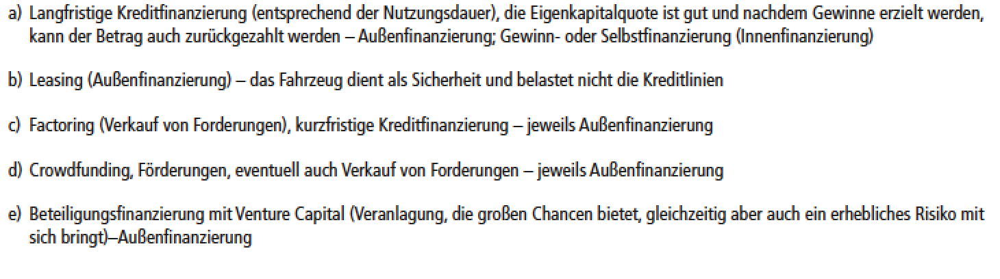 a) Langfristige Kreditfinanzierung (entsprechend der Nutzungsdauer), die Eigenkapitalquote ist gut und nachdem Gewinne erzielt werden,
kann der Betrag auch zurückgezahlt werden – Außenfinanzierung; Gewinn- oder Selbstfinanzierung (Innenfinanzierung)
b) Leasing (Außenfinanzierung) – das Fahrzeug dient als Sicherheit und belastet nicht die Kreditlinien
c) Factoring (Verkauf von Forderungen), kurzfristige Kreditfinanzierung – jeweils Außenfinanzierung
d) Crowdfunding, Förderungen, eventuell auch Verkauf von Forderungen – jeweils Außenfinanzierung
e) Beteiligungsfinanzierung mit Venture Capital (Veranlagung, die großen Chancen bietet, gleichzeitig aber auch ein erhebliches Risiko mit
sich bringt)–Außenfinanzierung